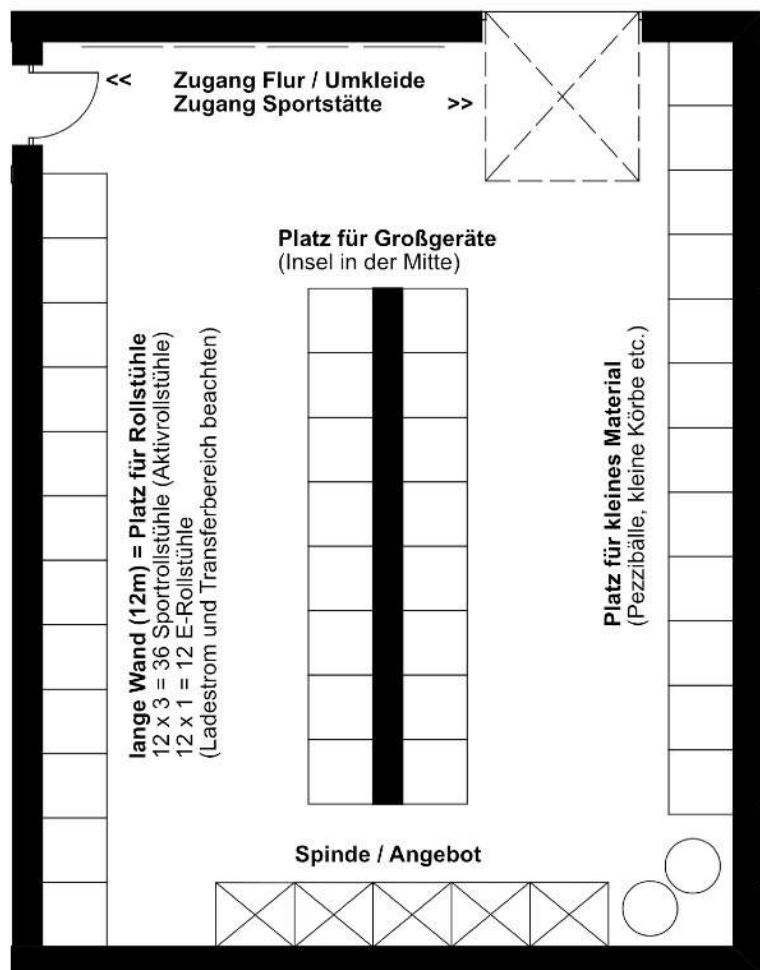 << Zugang Flur / Umkleide
Zugang Sportstätte >>
Platz für Großgeräte
(Insel in der Mitte)
lange Wand (12m) = Platz für Rollstühle
12 x 3 = 36 Sportrollstühle (Aktivrollstühle)
12 x 1 = 12 E-Rollstühle
(Ladestrom und Transferbereich beachten)
Platz für kleines Material
(Pezzibälle, kleine Körbe etc.)
Spinde / Angebot